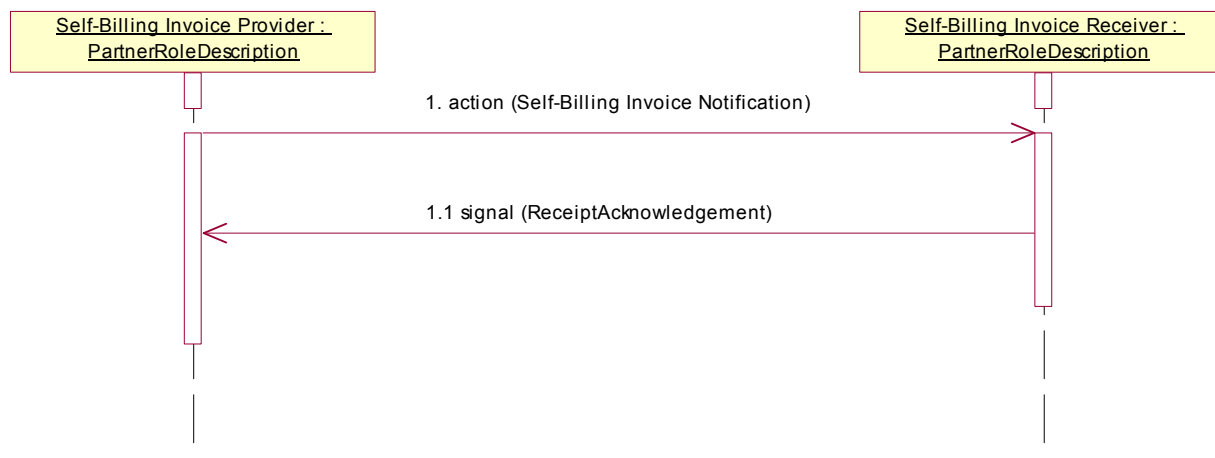 Self-Billing Invoice Provider :
PartnerRoleDescription
Self-Billing Invoice Receiver :
PartnerRoleDescription
1. action (Self-Billing Invoice Notification)
1.1 signal (ReceiptAcknowledgement)